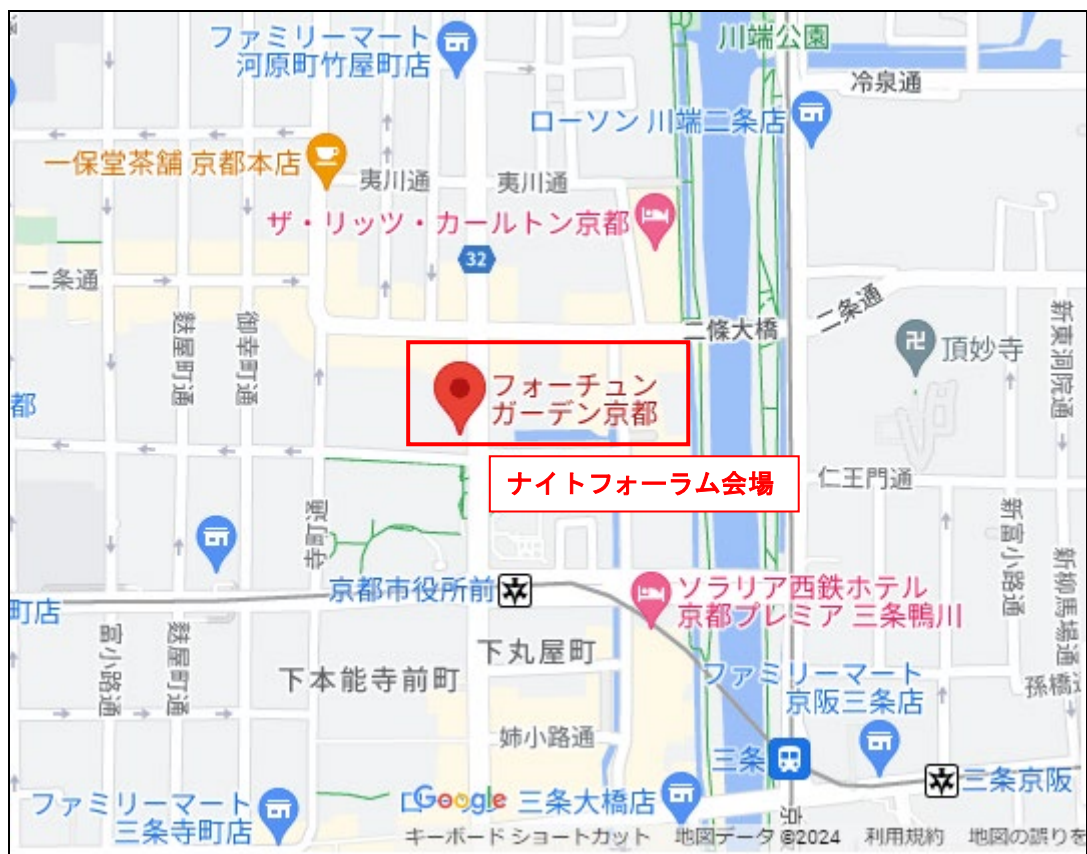 ファミリーマート
河原町竹屋町店
川端公園
冷泉通
ローソン 川端二条店
一保堂茶舗 京都本店
夷川通
夷川通
ザ・リッツ・カールトン京都
32
二条通
二条通
二條大橋
麩屋町通
御幸町通
頂妙寺
新東河院通
フォーチュン
ガーデン京都
都
ナイトフォーラム会場
仁王門通
寺町通
新富小路通
新柳馬場通
京都市役所前
ソラリア西鉄ホテル
京都プレミア 三条鴨川
町店
富小路通
麩屋町通
下丸屋町
下本能寺前町
ファミリーマート
京阪三条店
孫橋
姉小路通
三条
三条京阪
ファミリーマート
三条寺町店
Google
三条大橋店
京
キーボード ショートカット
地図データ ©2024
利用規約
地図の誤りを